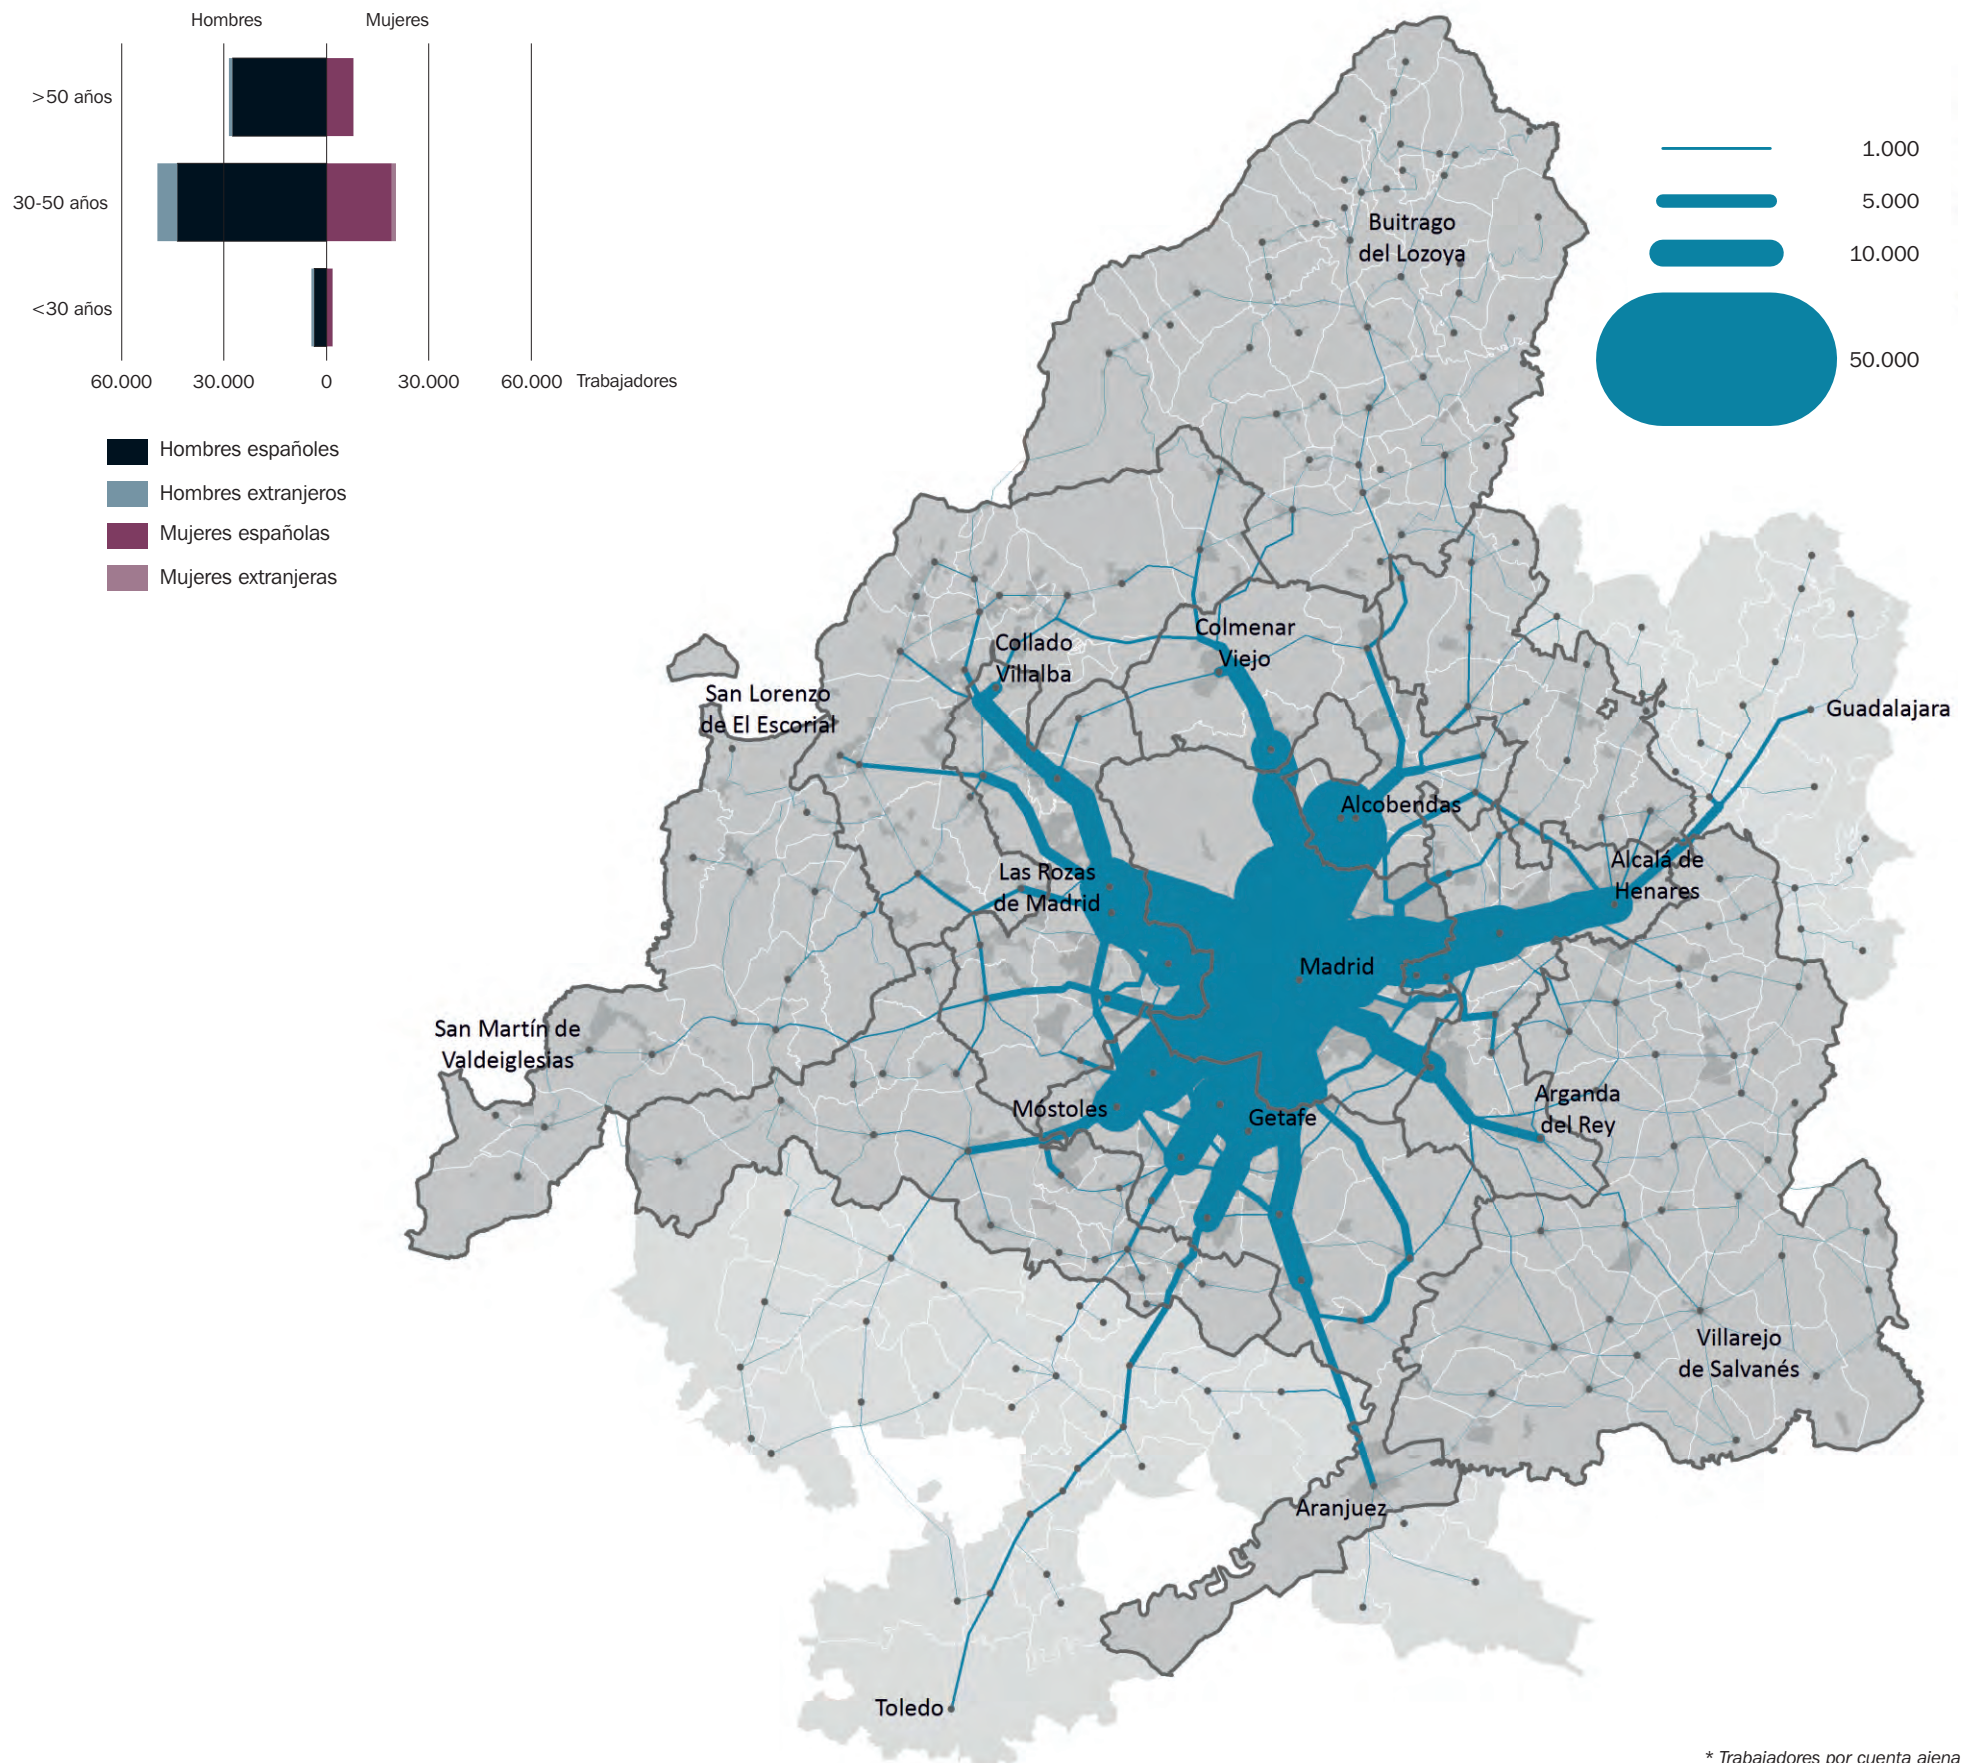 Hombres
Mujeres
>50 años
30-50 años
<30 años
60.000
30.000
0
30.000
60.000
Trabajadores
Hombres españoles
Hombres extranjeros
Mujeres españolas
Mujeres extranjeras
1.000
5.000
10.000
50.000
Buitrago
del Lozoya
Colmenar
Viejo
Collado
Villalba
San Lorenzo
de El Escorial
Guadalajara
Alcobendas
Las Rozas
de Madrid
Alcalá de
Henares
Madrid
San Martín de
Valdeiglesias
Móstoles
Getafe
Arganda
del Rey
Villarejo
de Salvanés
Aranjuez
Toledo
* Trabajadores por cuenta ajena